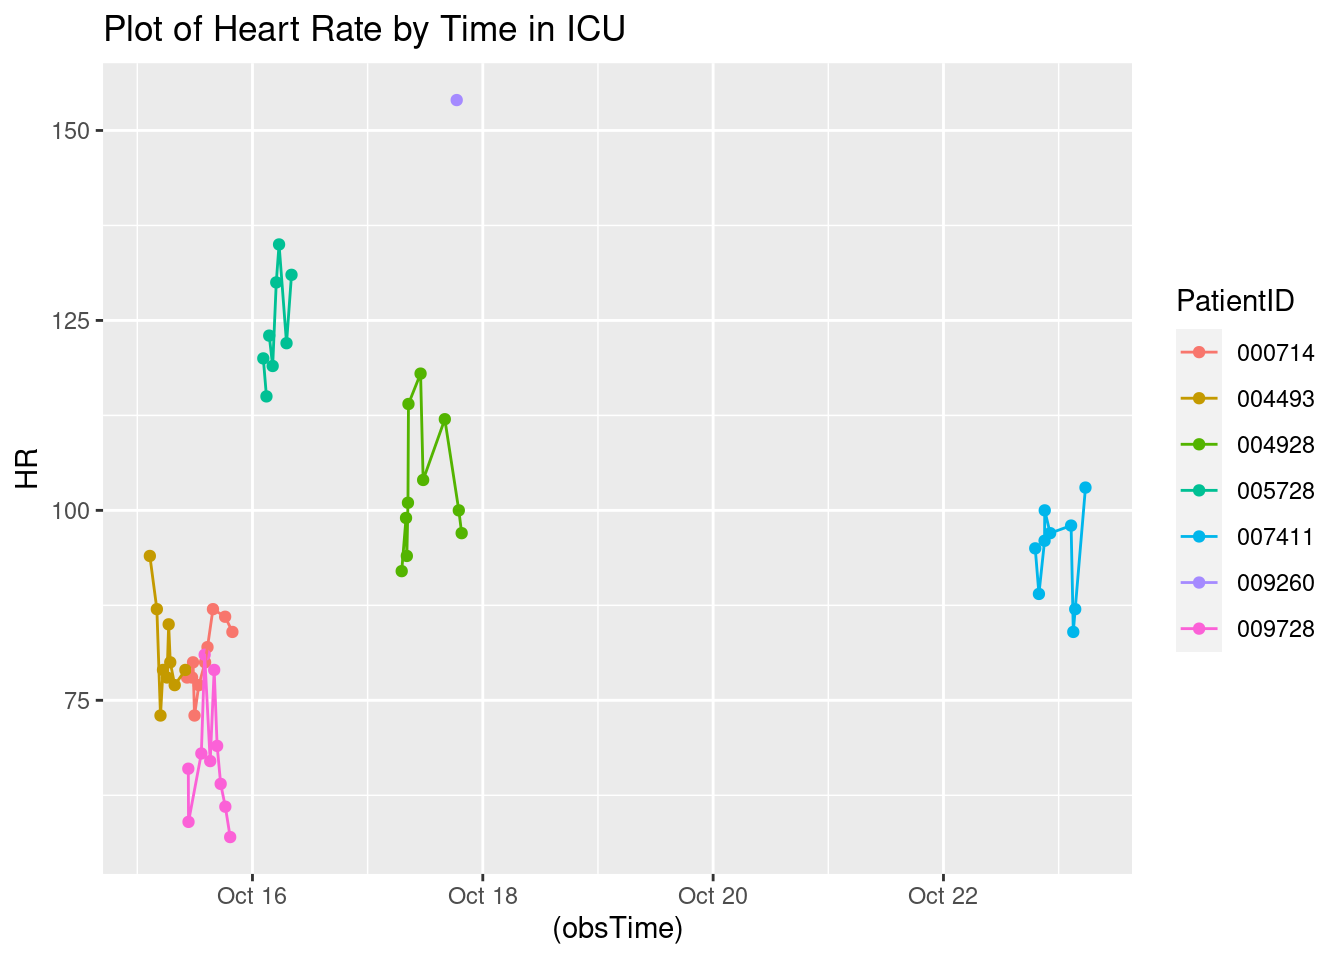 Plot of Heart Rate by Time in ICU
150
125
100
75
HR
Oct 16
Oct 18
Oct 20
Oct 22
(obsTime)
PatientID
000714
004493
004928
005728
007411
009260
009728